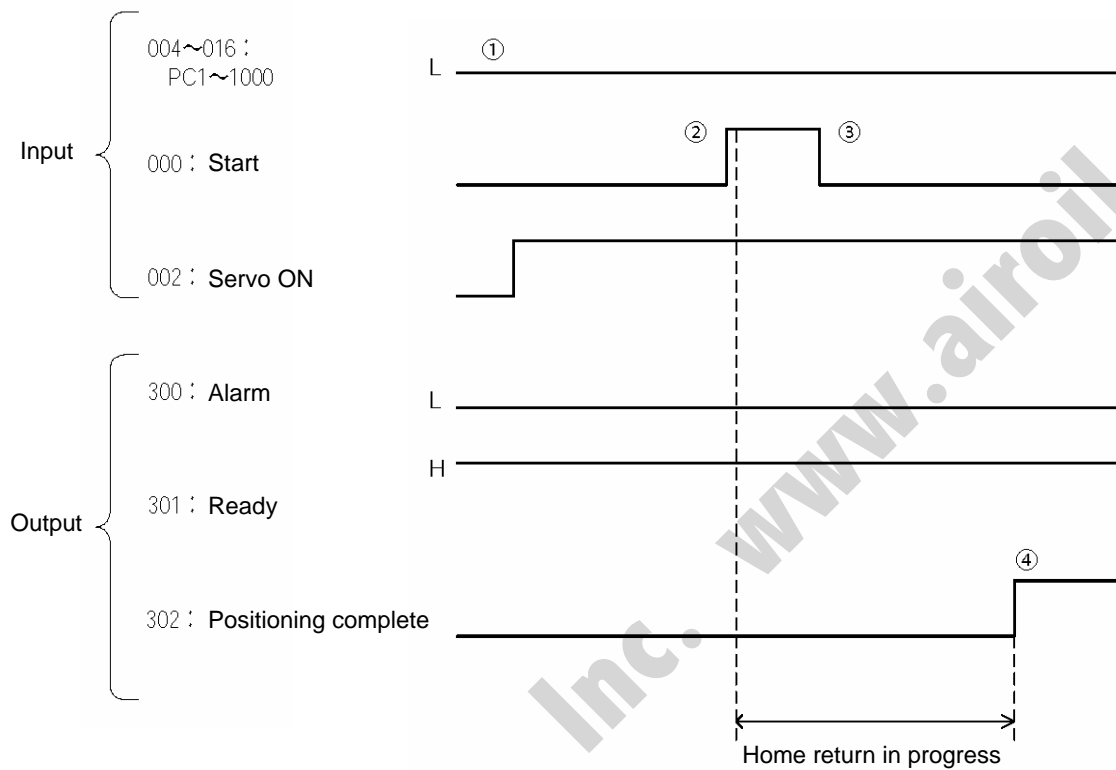 004~016 :
PC1~1000
L
①
Input
000 : Start
②
③
002 : Servo ON
300 : Alarm
L
H
301 : Ready
Output
302 : Positioning complete
④
Home return in progress
Inc. www.airoil